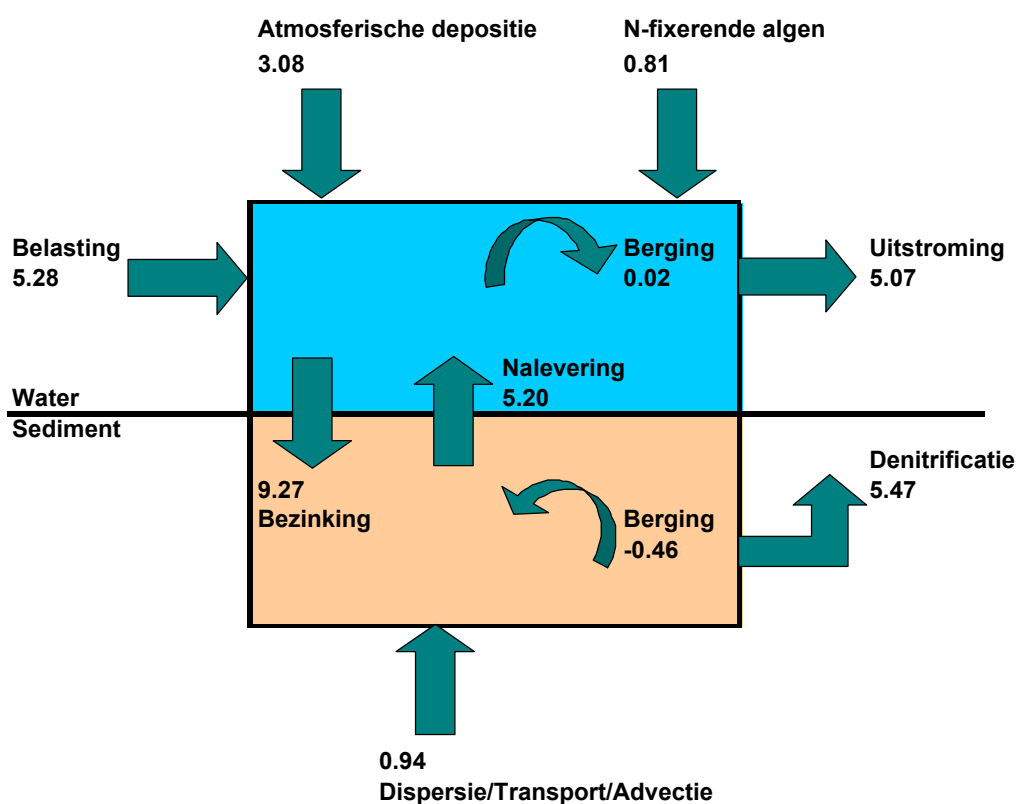 Atmosferische depositie
3.08
N-fixerende algen
0.81
Belasting
5.28
Berging
0.02
Uitstroming
5.07
Nalevering
5.20
Water
Sediment
9.27
Bezinking
Berging
-0.46
Denitrificatie
5.47
0.94
Dispersie/Transport/Advectie